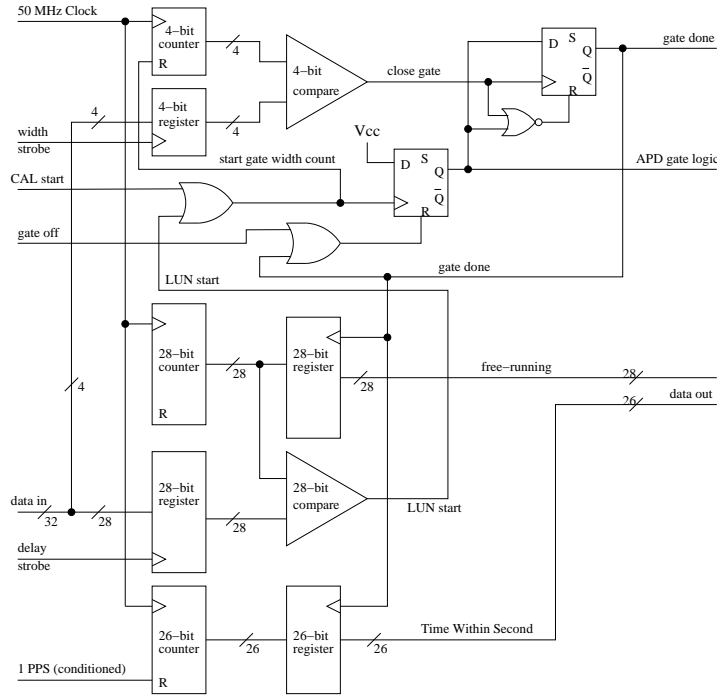 50 MHz Clock
4−bit
counter
R
4
4−bit
register
4
4
4−bit
compare
close gate
D S
Q
Q
R
gate done
width
strobe
start gate width count
Vcc
D S
Q
Q
R
APD gate logic
CAL start
gate off
gate done
LUN start
28−bit
counter
R
28
28−bit
register
28
free−running
28
26
data out
4
data in
32
28
28−bit
register
28
28−bit
compare
LUN start
delay
strobe
26−bit
counter
R
26
26−bit
register
26
Time Within Second
1 PPS (conditioned)